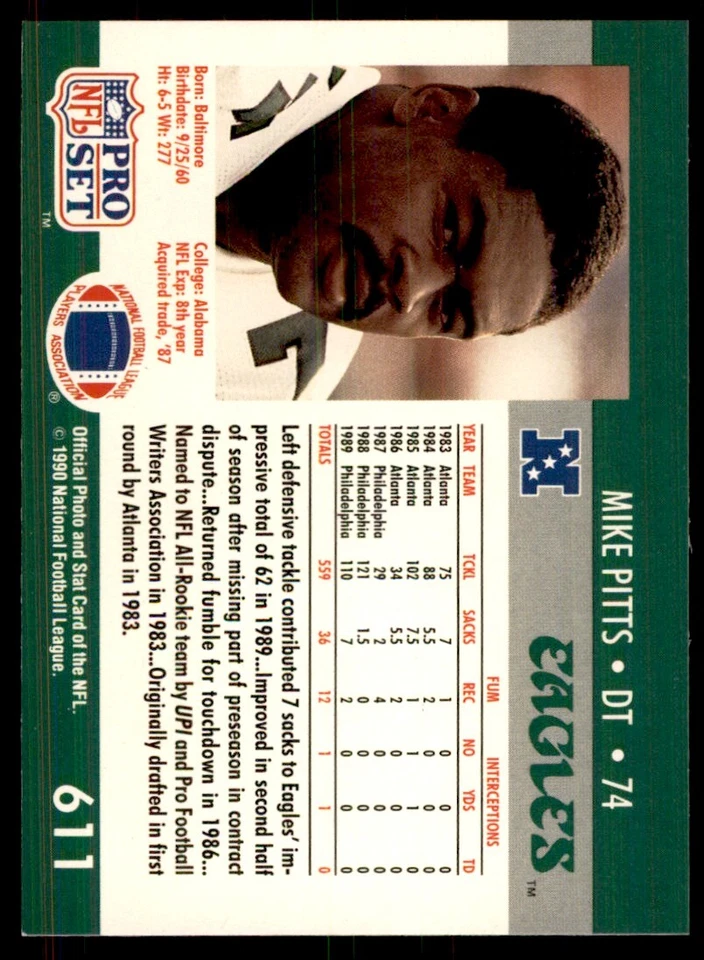 MIKE PITTS • DT • 74
EAGLES TM
N
7
Born: Baltimore
Birthdate: 9/25/60
Ht: 6-5 Wt: 277
College: Alabama
NFL Exp: 8th year
Acquired trade, '87
FUM INTERCEPTIONS
YEAR TEAM TCKL SACKS REC NO YDS TD
1983 Atlanta 75 7 1 0 0 0
1984 Atlanta 88 5.5 2 0 0 0
1985 Atlanta 102 7.5 1 1 1 0
1986 Atlanta 34 5.5 2 0 0 0
1987 Philadelphia 29 2 4 0 0 0
1988 Philadelphia 121 1.5 0 0 0 0
1989 Philadelphia 110 7 2 0 0 0
TOTALS 559 36 12 1 1 0
Left defensive tackle contributed 7 sacks to Eagles' im-
pressive total of 62 in 1989...Improved in second half
of season after missing part of preseason in contract
dispute...Returned fumble for touchdown in 1986...
Named to NFL All-Rookie team by UPI and Pro Football
Writers Association in 1983...Originally drafted in first
round by Atlanta in 1983.
NFL PRO SET TM
NATIONAL FOOTBALL LEAGUE
PLAYERS ASSOCIATION ®
Official Photo and Stat Card of the NFL.
© 1990 National Football League.
611